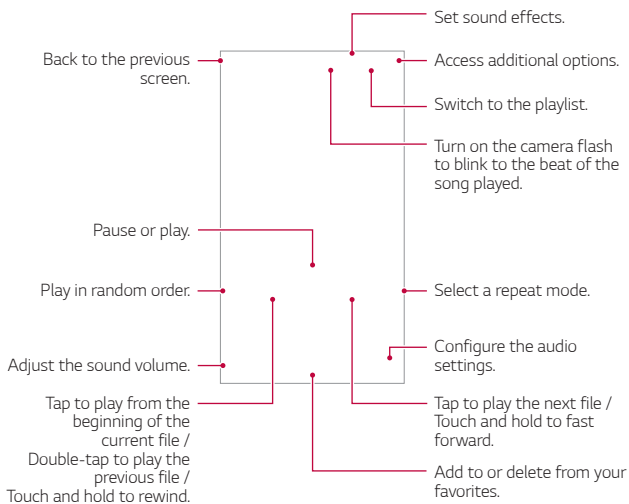 Set sound effects.
Back to the previous
screen.
Access additional options.
Switch to the playlist.
Turn on the camera flash
to blink to the beat of the
song played.
Pause or play.
Play in random order.
Select a repeat mode.
Adjust the sound volume.
Configure the audio
settings.
Tap to play from the
beginning of the
current file /
Double-tap to play the
previous file /
Touch and hold to rewind.
Tap to play the next file /
Touch and hold to fast
forward.
Add to or delete from your
favorites.